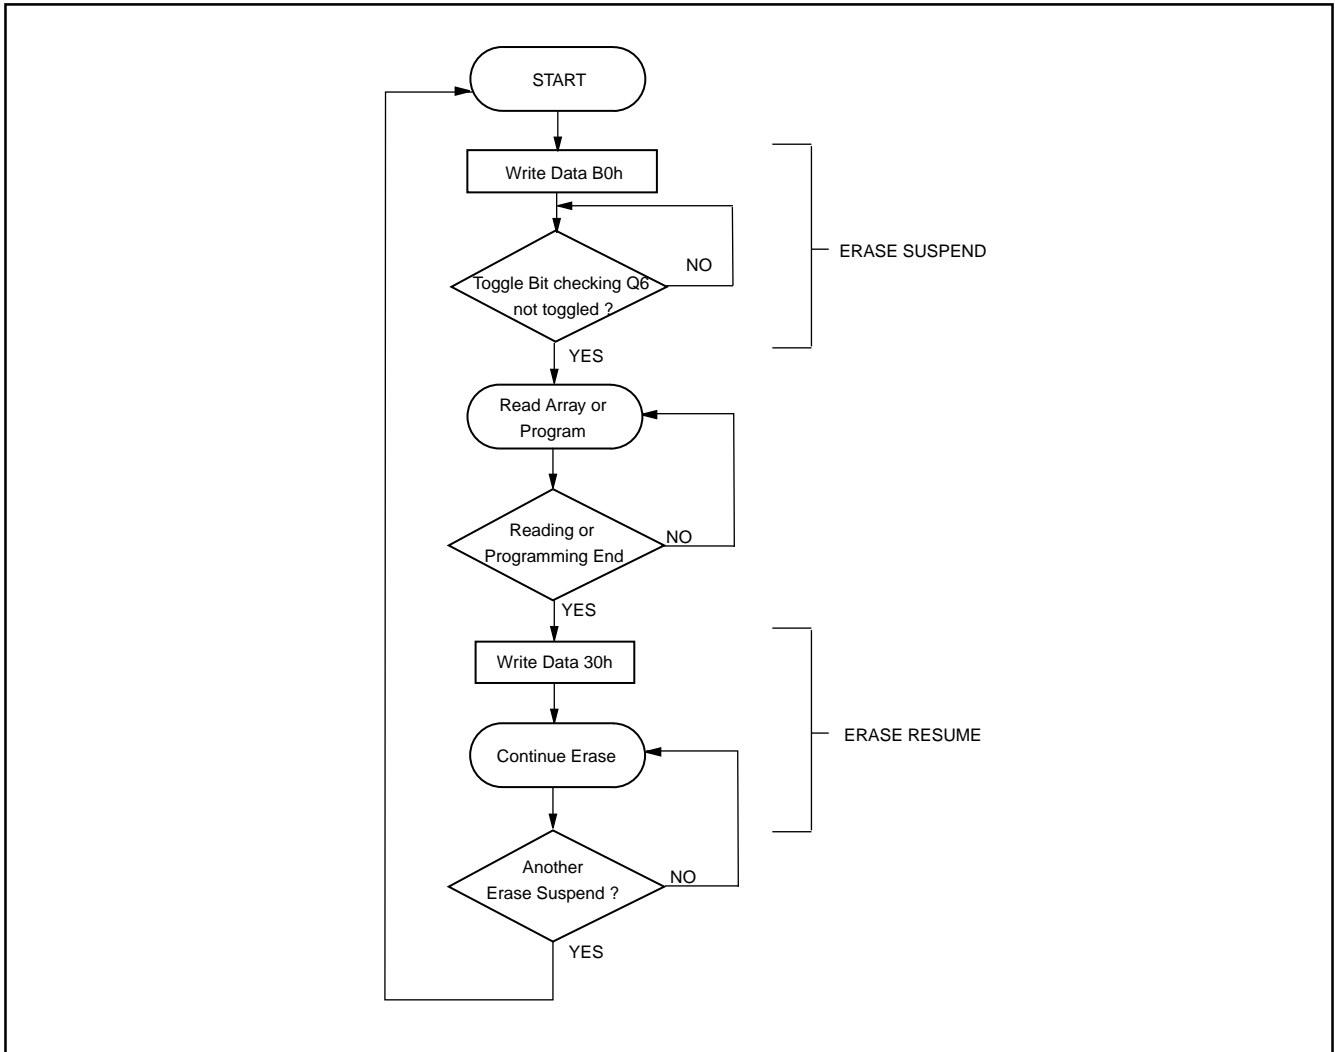 START
Write Data B0h
ERASE SUSPEND
NO
Toggle Bit checking Q6
not toggled ?
YES
Read Array or
Program
Reading or
NO
Programming End
YES
Write Data 30h
ERASE RESUME
Continue Erase
Another
NO
Erase Suspend ?
YES